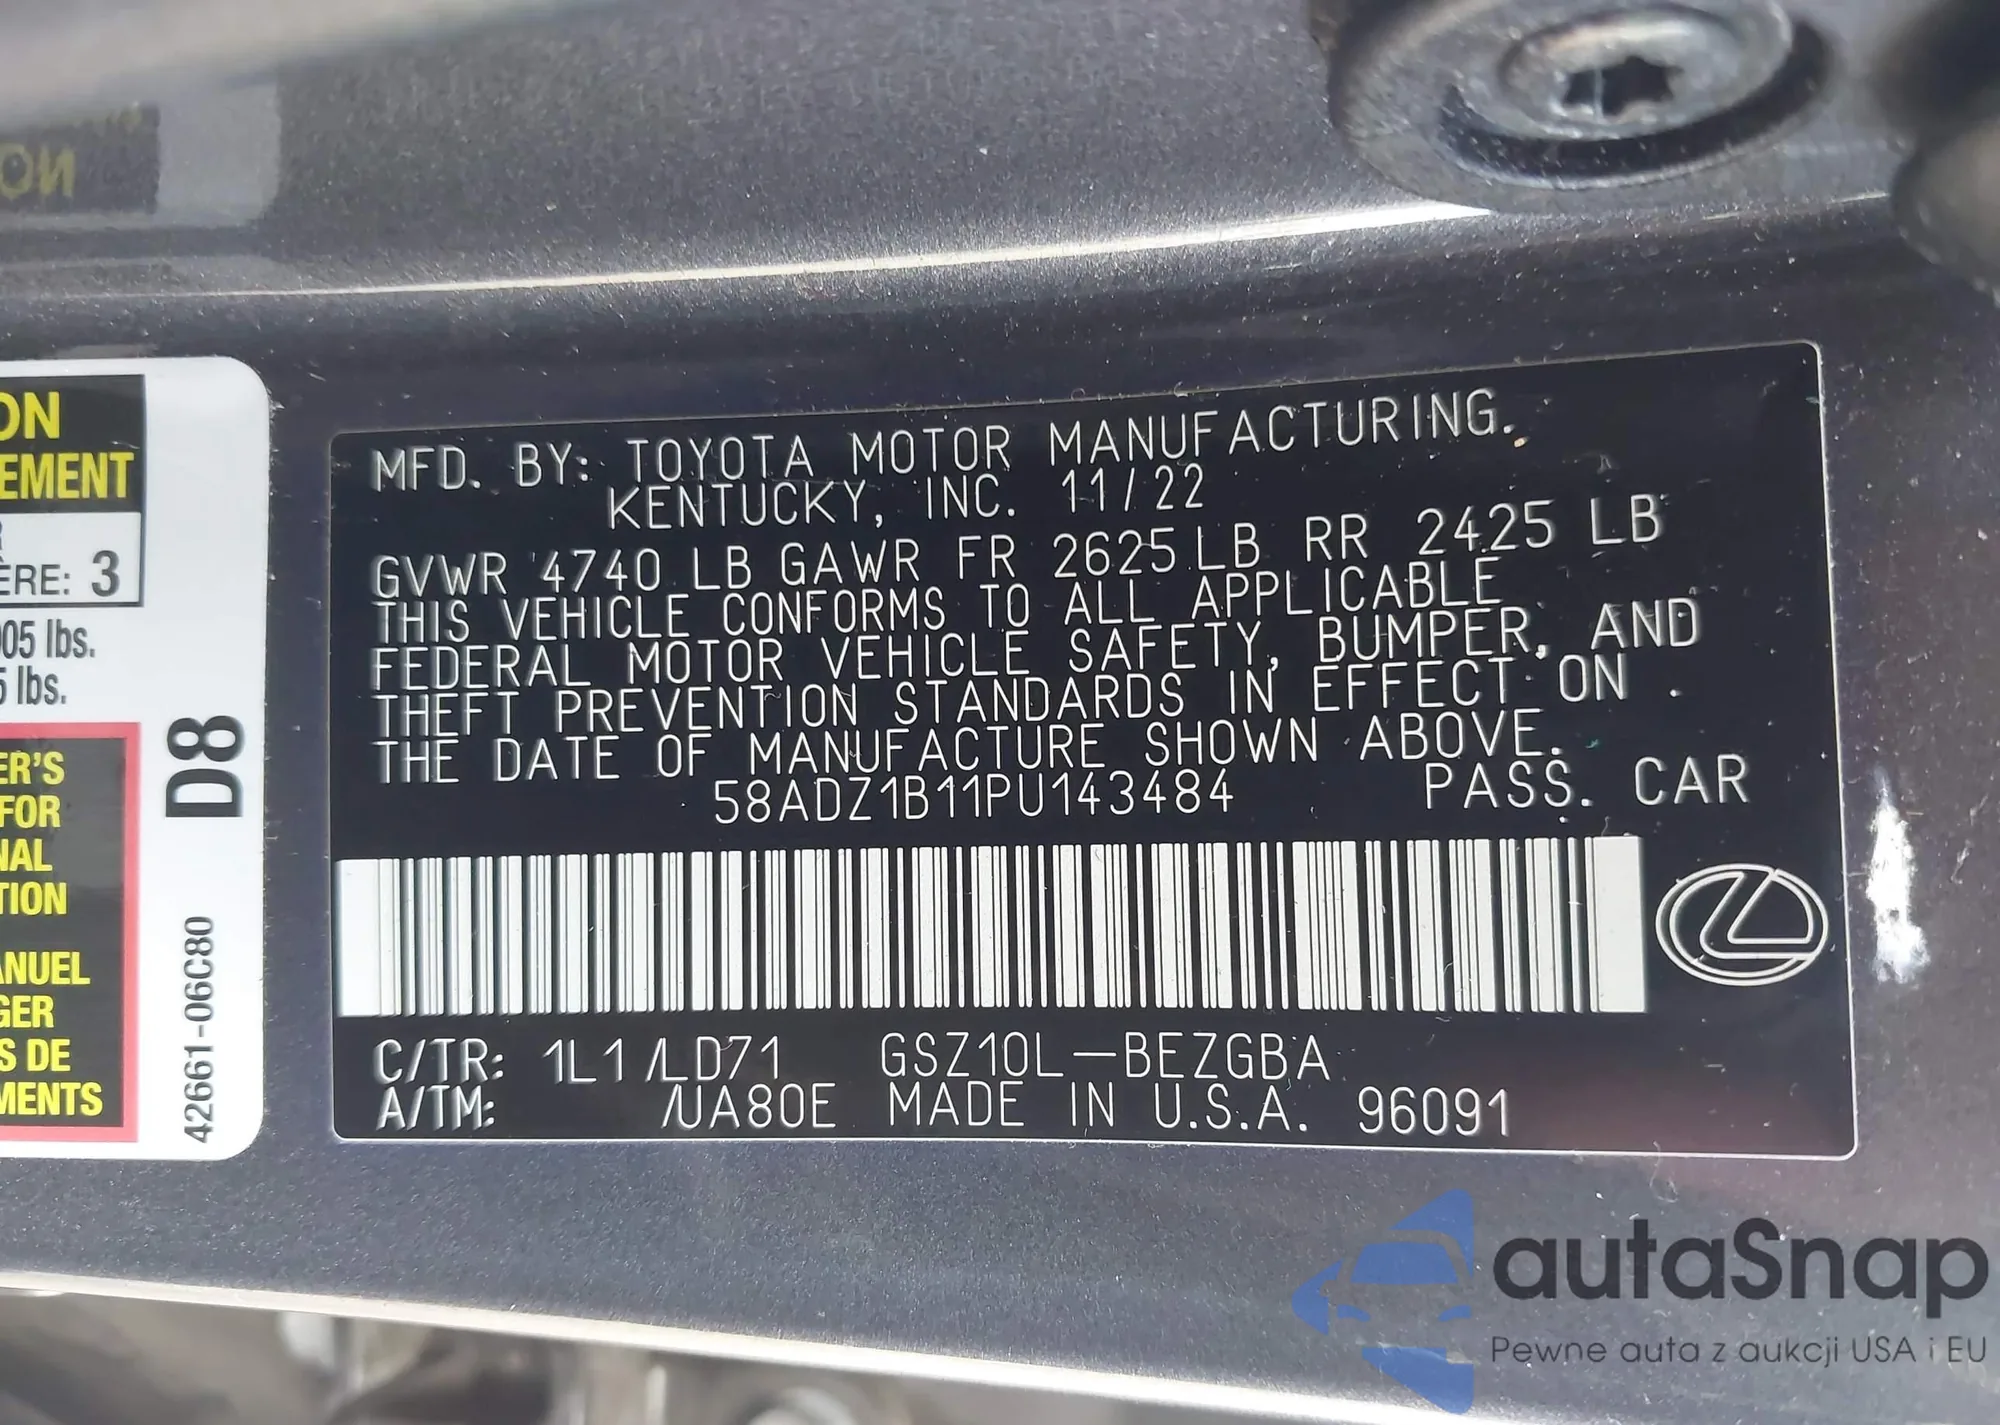 ON
ON
EMENT
ÈRE: 3
05 lbs.
5 lbs.
ER'S
FOR
NAL
TION
ANUEL
GER
S DE
MENTS
D8
42661-06C80
MFD. BY: TOYOTA MOTOR MANUFACTURING.
KENTUCKY, INC. 11/22
GVWR 4740 LB GAWR FR 2625 LB RR 2425 LB
THIS VEHICLE CONFORMS TO ALL APPLICABLE
FEDERAL MOTOR VEHICLE SAFETY, BUMPER, AND
THEFT PREVENTION STANDARDS IN EFFECT ON
THE DATE OF MANUFACTURE SHOWN ABOVE.
58ADZ1B11PU143484 PASS. CAR
C/TR: 1L1/LD71 GSZ10L-BEZGBA
A/TM: /UA80E MADE IN U.S.A. 96091
autaSnap
Pewne auta z aukcji USA i EU